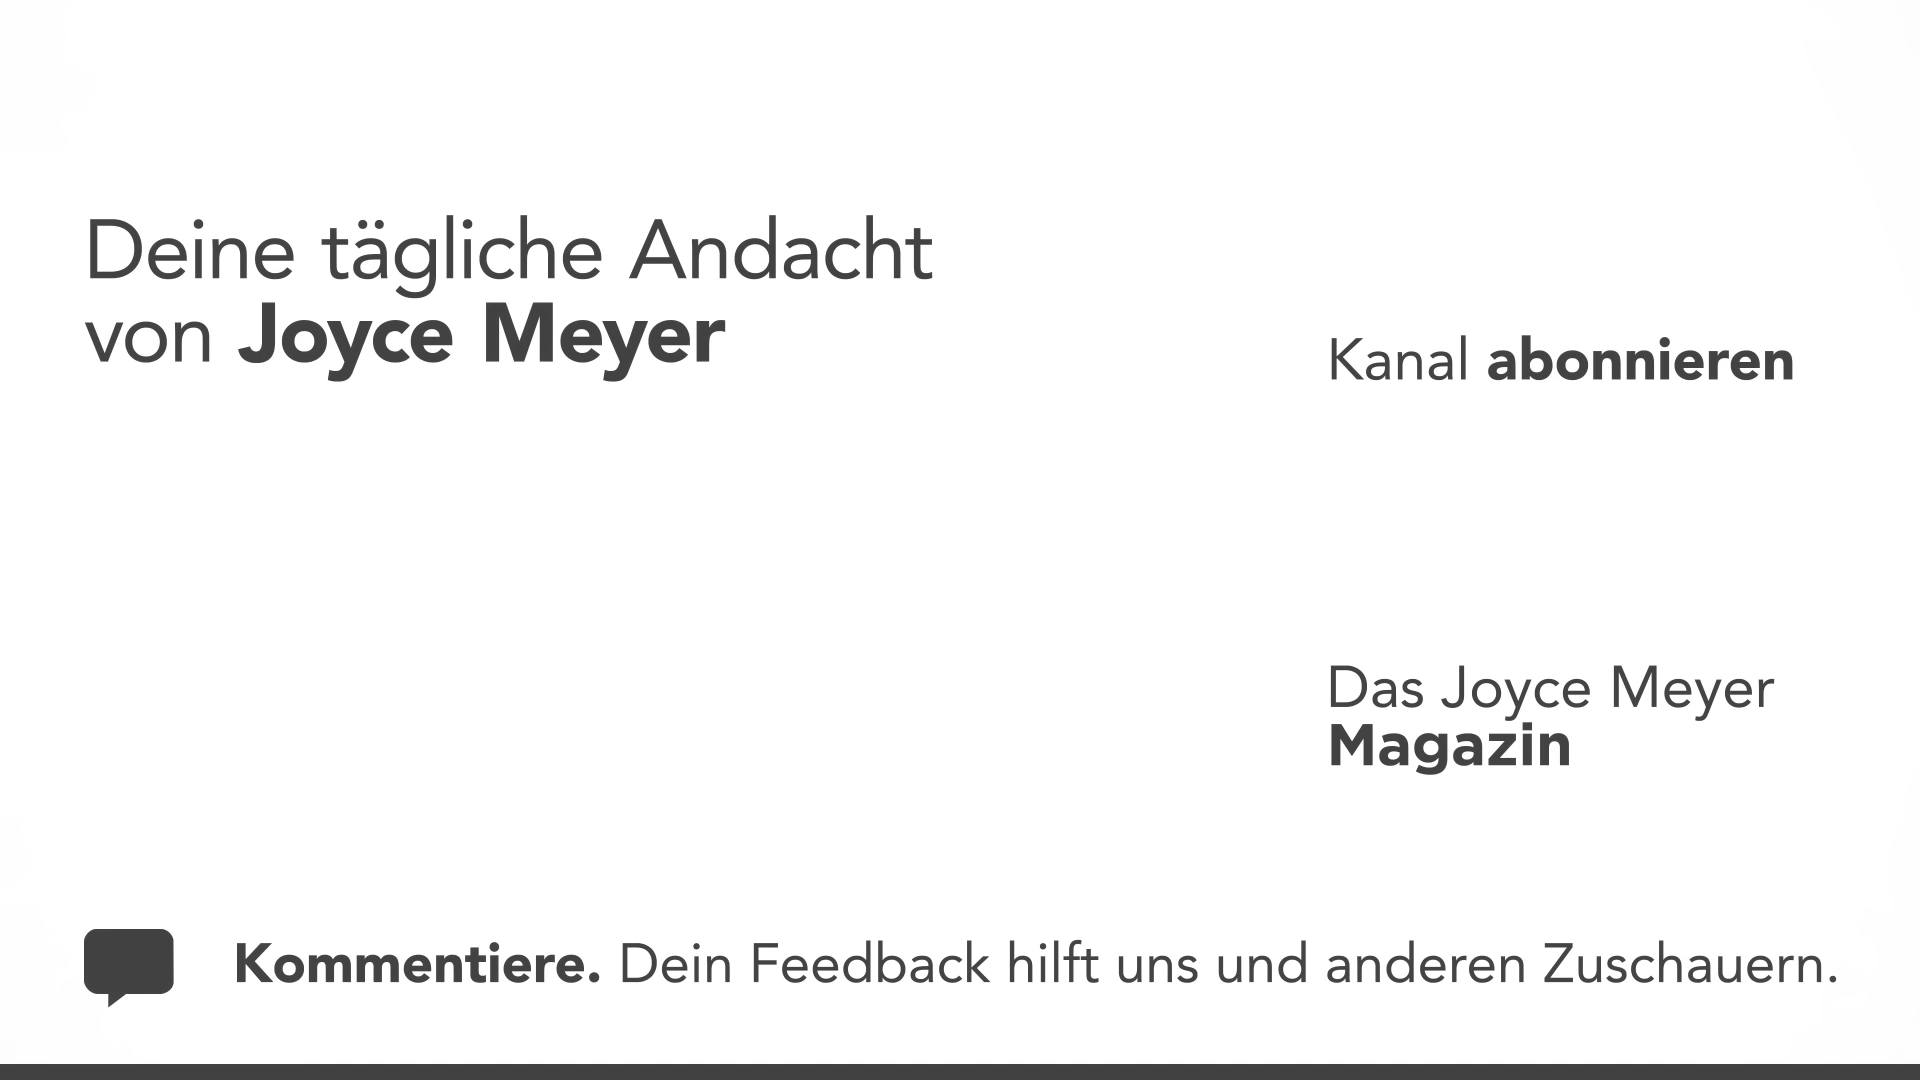 Deine tägliche Andacht
von Joyce Meyer
Kanal abonnieren
Das Joyce Meyer
Magazin
Kommentiere. Dein Feedback hilft uns und anderen Zuschauern.